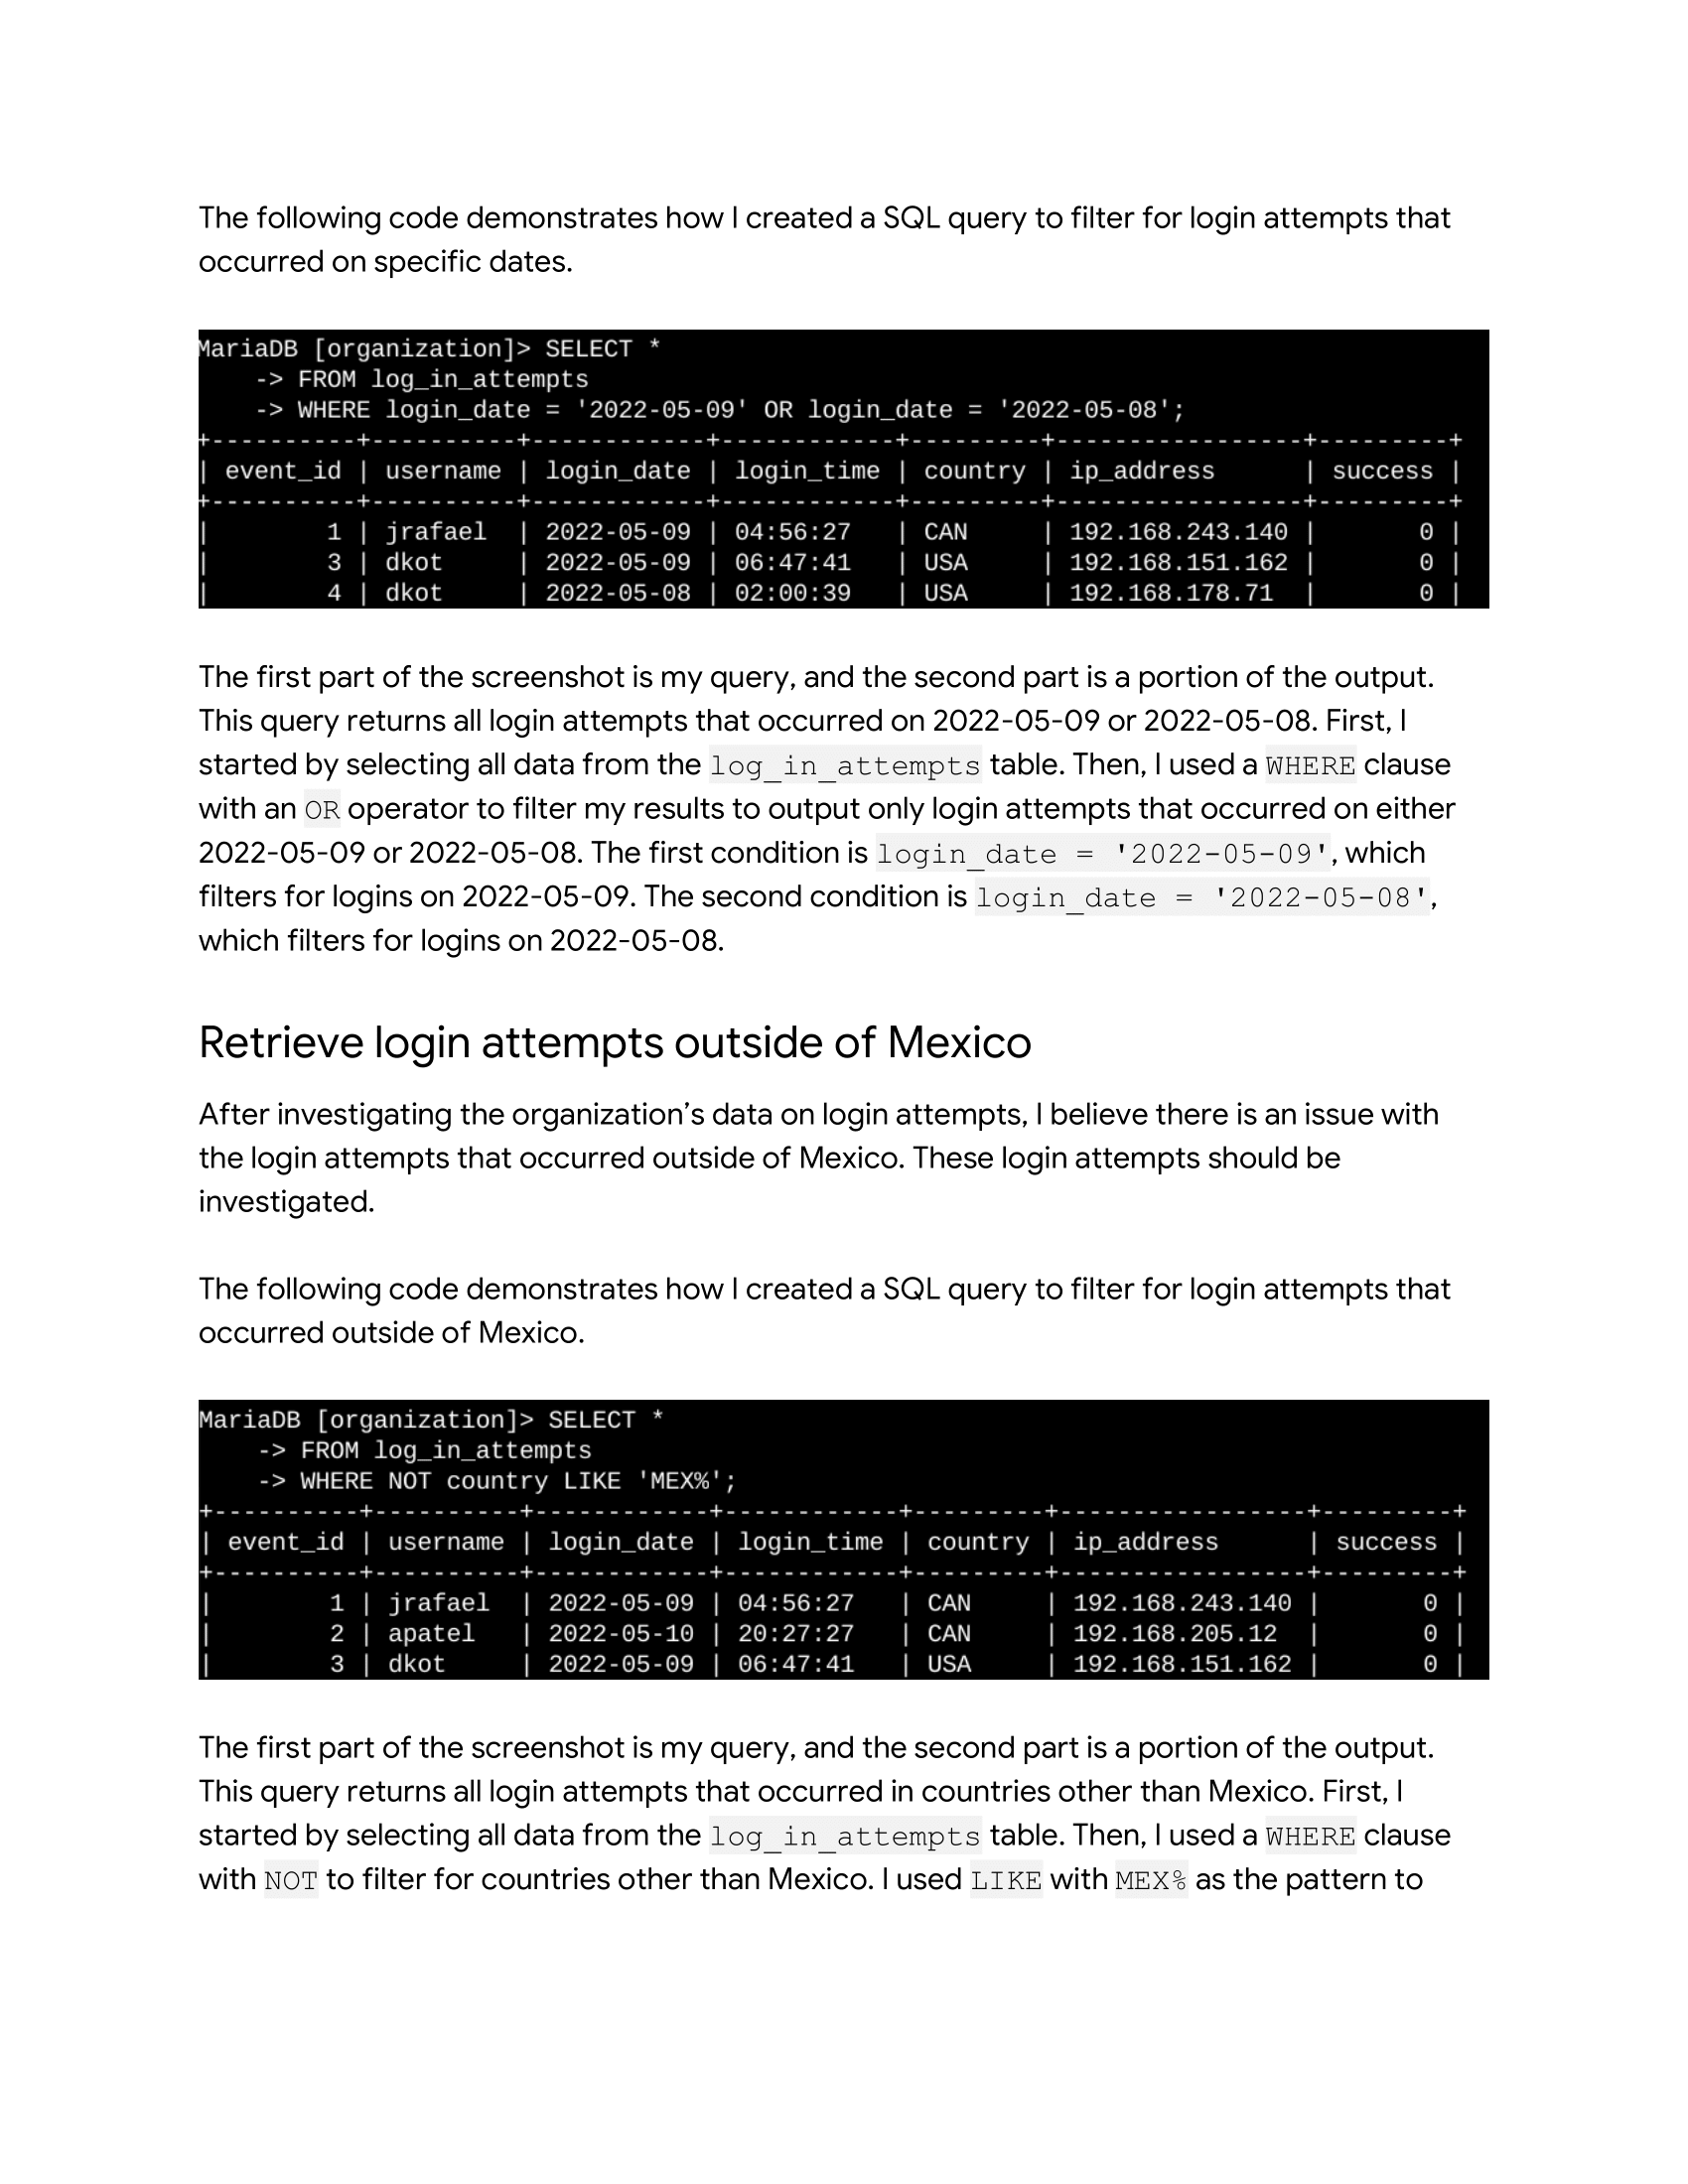 The following code demonstrates how I created a SQL query to filter for login attempts that
occurred on specific dates.
MariaDB [organization]> SELECT *
    -> FROM log_in_attempts
    -> WHERE login_date = '2022-05-09' OR login_date = '2022-05-08';
+----------+----------+------------+------------+---------+-----------------+---------+
| event_id | username | login_date | login_time | country | ip_address      | success |
+----------+----------+------------+------------+---------+-----------------+---------+
|        1 | jrafael  | 2022-05-09 | 04:56:27   | CAN     | 192.168.243.140 |       0 |
|        3 | dkot     | 2022-05-09 | 06:47:41   | USA     | 192.168.151.162 |       0 |
|        4 | dkot     | 2022-05-08 | 02:00:39   | USA     | 192.168.178.71  |       0 |
The first part of the screenshot is my query, and the second part is a portion of the output.
This query returns all login attempts that occurred on 2022-05-09 or 2022-05-08. First, I
started by selecting all data from the log_in_attempts table. Then, I used a WHERE clause
with an OR operator to filter my results to output only login attempts that occurred on either
2022-05-09 or 2022-05-08. The first condition is login_date = '2022-05-09', which
filters for logins on 2022-05-09. The second condition is login_date = '2022-05-08',
which filters for logins on 2022-05-08.
Retrieve login attempts outside of Mexico
After investigating the organization’s data on login attempts, I believe there is an issue with
the login attempts that occurred outside of Mexico. These login attempts should be
investigated.
The following code demonstrates how I created a SQL query to filter for login attempts that
occurred outside of Mexico.
MariaDB [organization]> SELECT *
    -> FROM log_in_attempts
    -> WHERE NOT country LIKE 'MEX%';
+----------+----------+------------+------------+---------+-----------------+---------+
| event_id | username | login_date | login_time | country | ip_address      | success |
+----------+----------+------------+------------+---------+-----------------+---------+
|        1 | jrafael  | 2022-05-09 | 04:56:27   | CAN     | 192.168.243.140 |       0 |
|        2 | apatel   | 2022-05-10 | 20:27:27   | CAN     | 192.168.205.12  |       0 |
|        3 | dkot     | 2022-05-09 | 06:47:41   | USA     | 192.168.151.162 |       0 |
The first part of the screenshot is my query, and the second part is a portion of the output.
This query returns all login attempts that occurred in countries other than Mexico. First, I
started by selecting all data from the log_in_attempts table. Then, I used a WHERE clause
with NOT to filter for countries other than Mexico. I used LIKE with MEX% as the pattern to